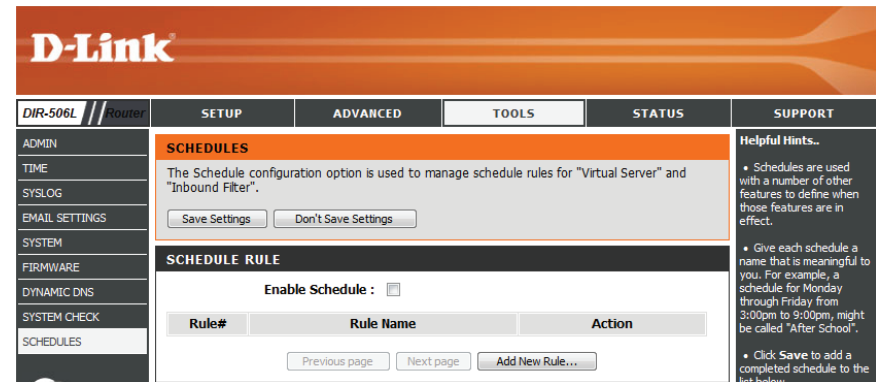 D-Link
DIR-506L // Router
SETUP
ADVANCED
TOOLS
STATUS
SUPPORT
ADMIN
TIME
SYSLOG
EMAIL SETTINGS
SYSTEM
FIRMWARE
DYNAMIC DNS
SYSTEM CHECK
SCHEDULES
SCHEDULES
The Schedule configuration option is used to manage schedule rules for "Virtual Server" and
"Inbound Filter".
Save Settings
Don't Save Settings
SCHEDULE RULE
Enable Schedule :
Rule#
Rule Name
Action
Previous page
Next page
Add New Rule...
Helpful Hints..
• Schedules are used
with a number of other
features to define when
those features are in
effect.
• Give each schedule a
name that is meaningful to
you. For example, a
schedule for Monday
through Friday from
3:00pm to 9:00pm, might
be called "After School".
• Click Save to add a
completed schedule to the
list below.